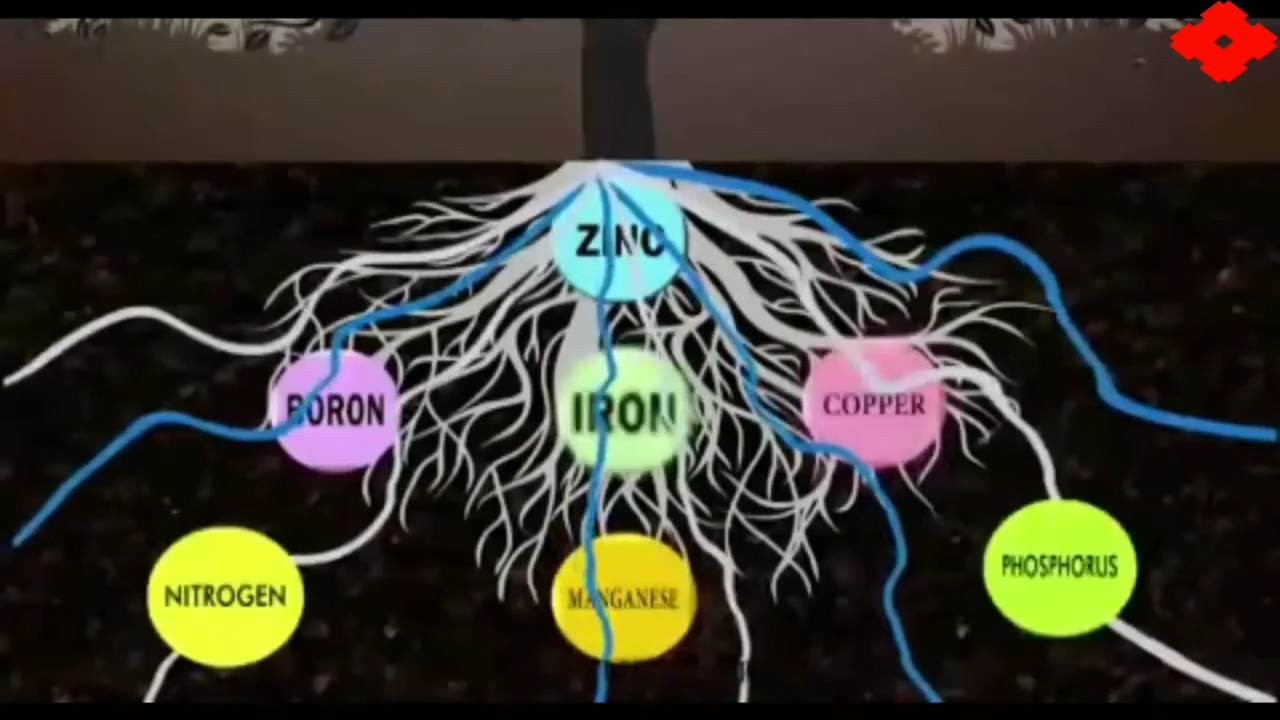 ZINC
BORON
IRON
COPPER
NITROGEN
MANGANESE
PHOSPHORUS